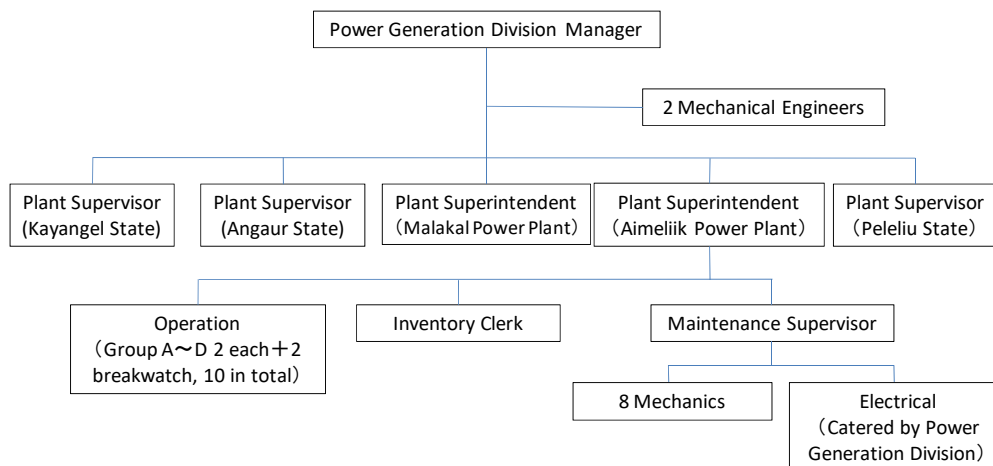 Power Generation Division Manager
2 Mechanical Engineers
Plant Supervisor
(Kayangel State)
Plant Supervisor
(Angaur State)
Plant Superintendent
（Malakal Power Plant）
Plant Superintendent
（Aimeliik Power Plant）
Plant Supervisor
(Peleliu State）
Operation
（Group A～D 2 each＋2
breakwatch, 10 in total）
Inventory Clerk
Maintenance Supervisor
8 Mechanics
Electrical
（Catered by Power
Generation Division）